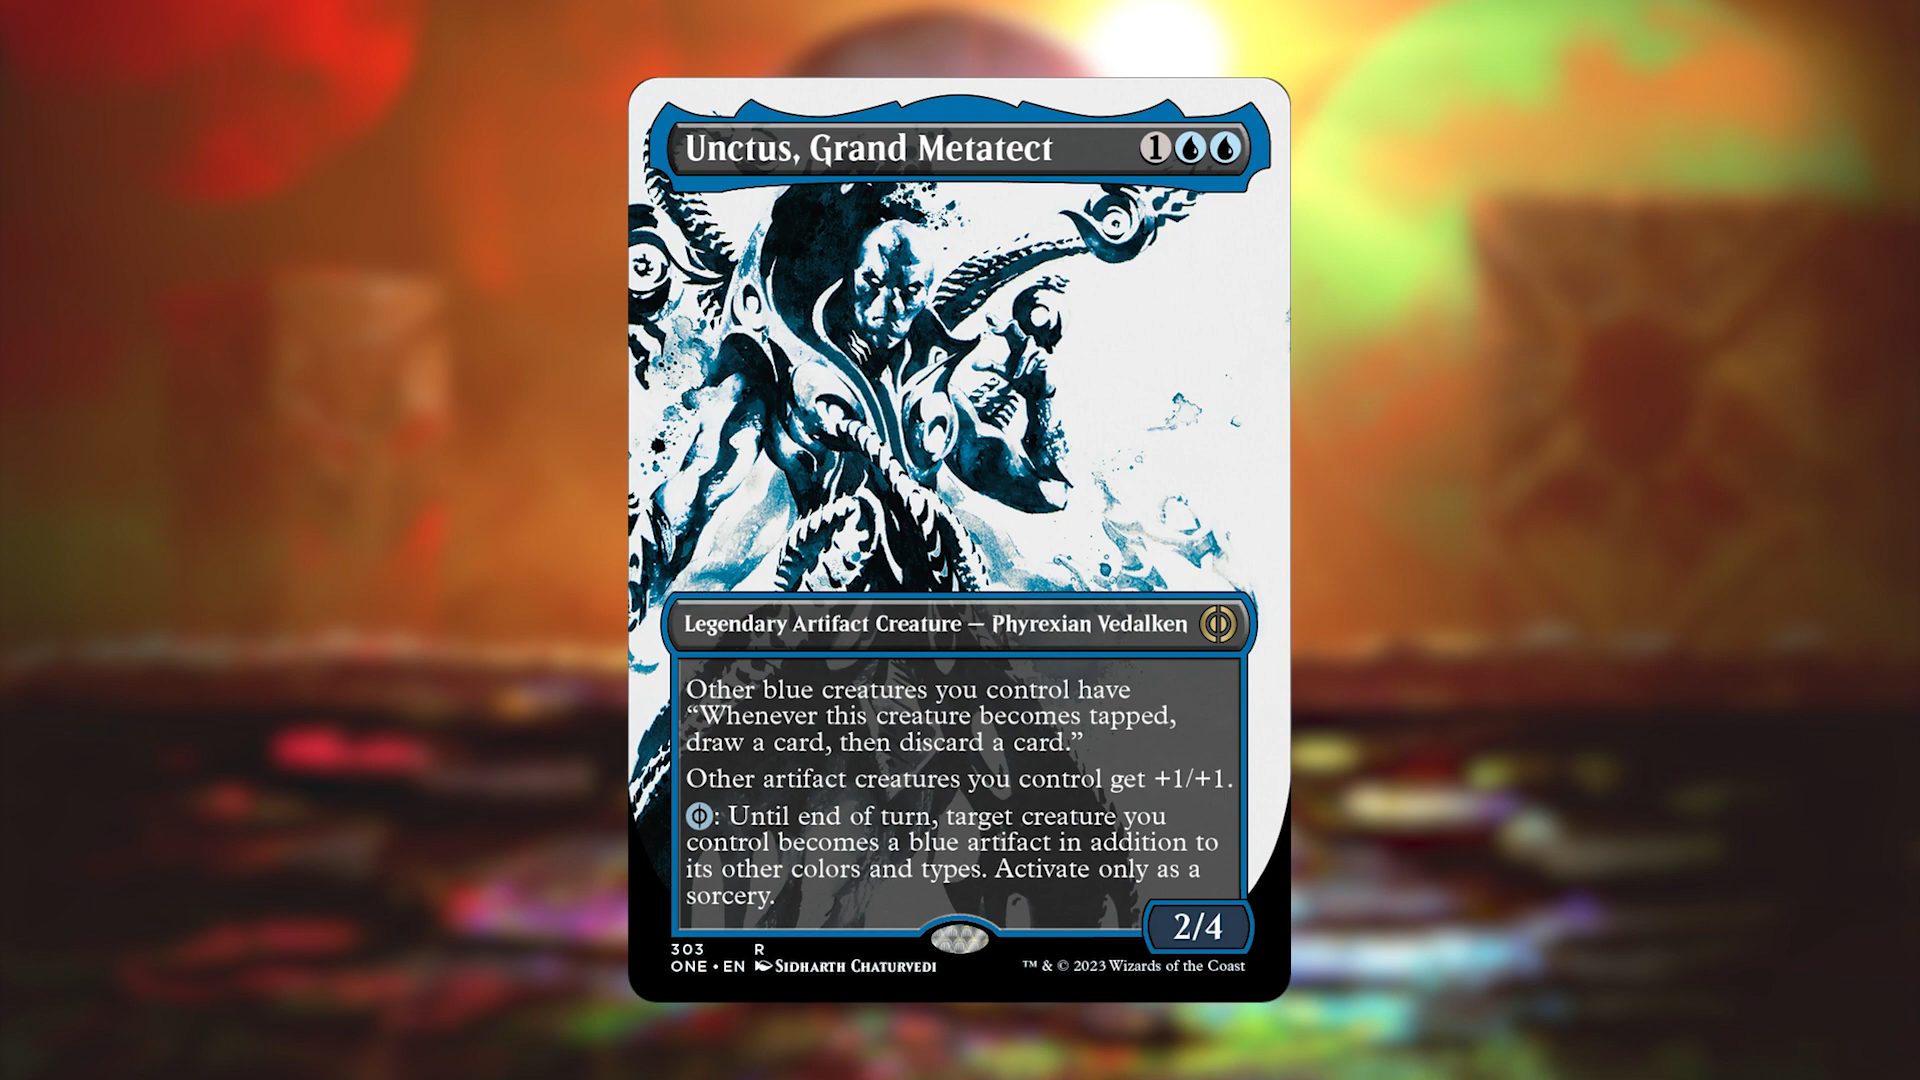 Unctus, Grand Metatect 1
Legendary Artifact Creature — Phyrexian Vedalken
Other blue creatures you control have
“Whenever this creature becomes tapped,
draw a card, then discard a card.”
Other artifact creatures you control get +1/+1.
: Until end of turn, target creature you
control becomes a blue artifact in addition to
its other colors and types. Activate only as a
sorcery.
2/4
303 R
ONE • EN Sidharth Chaturvedi
™ & © 2023 Wizards of the Coast